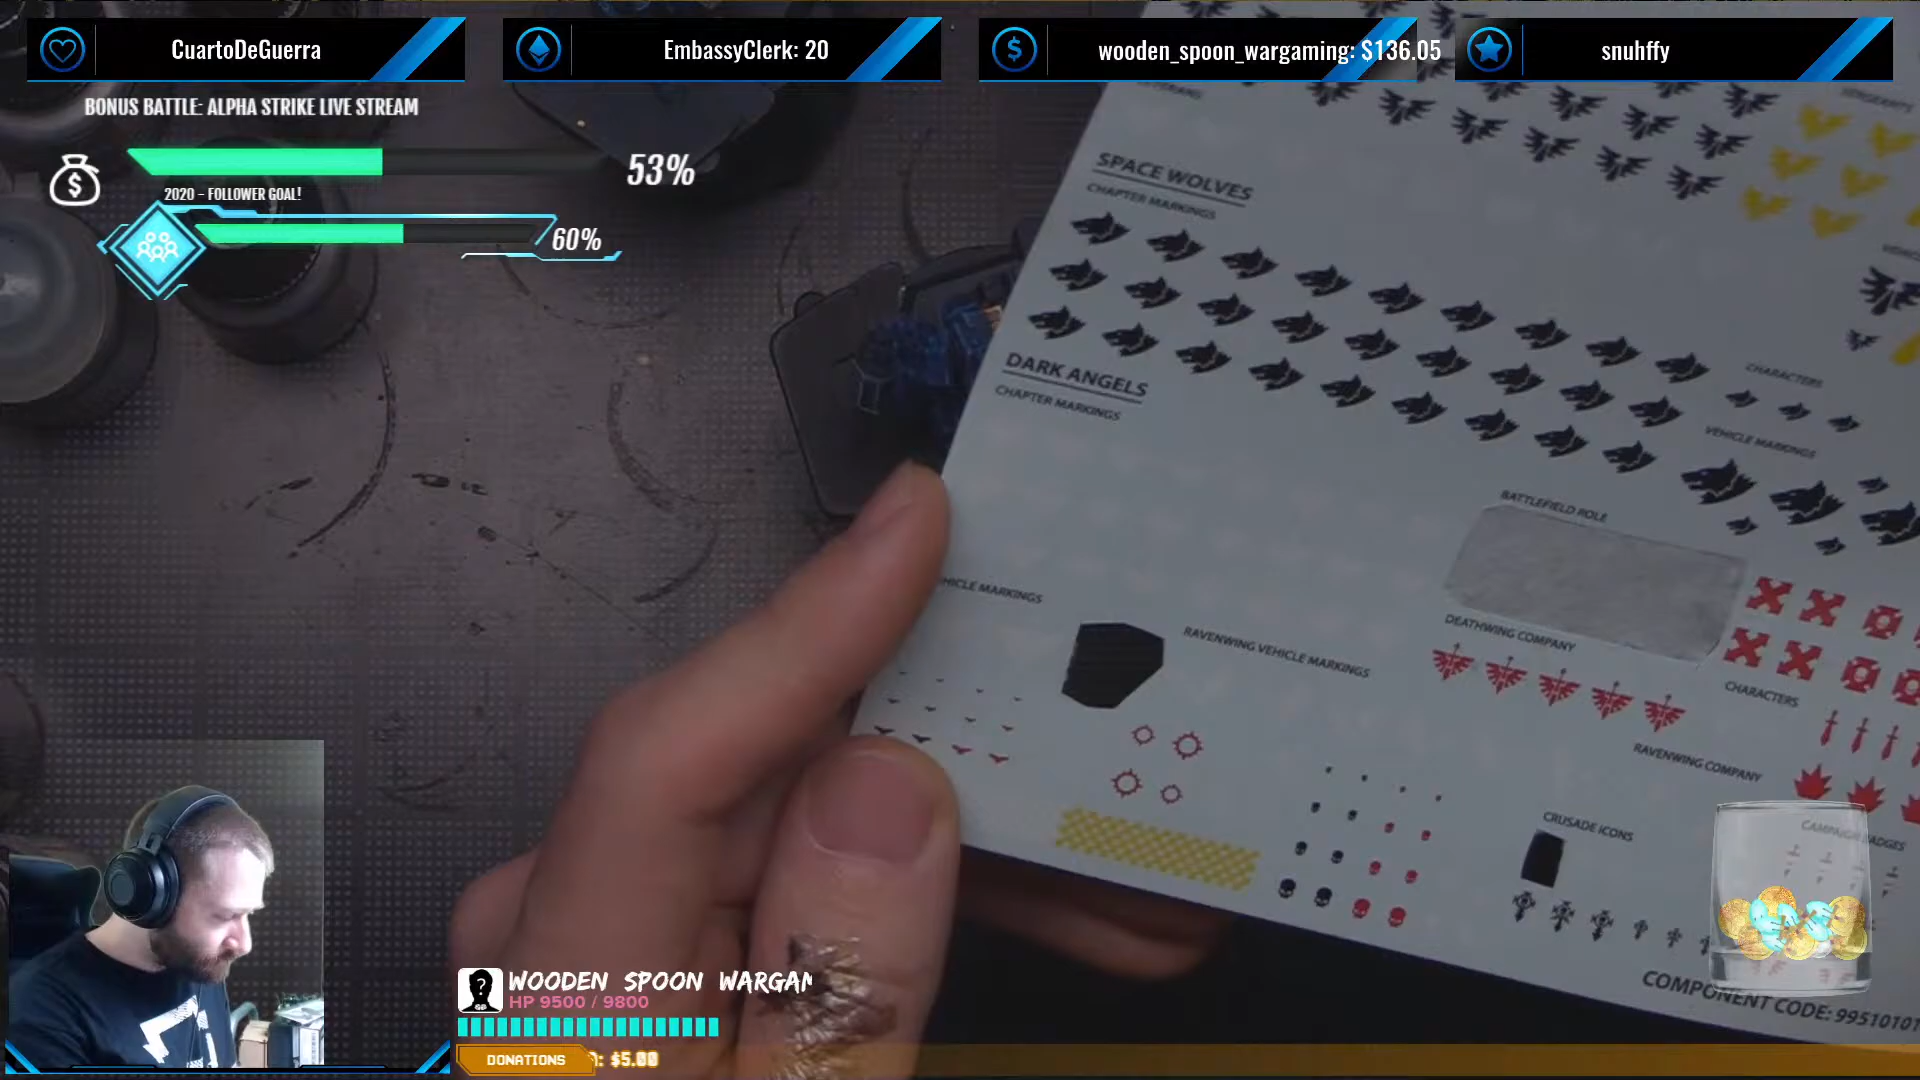 CuartoDeGuerra
EmbassyClerk: 20
wooden_spoon_wargaming: $136.05
snuhffy
BONUS BATTLE: ALPHA STRIKE LIVE STREAM
53%
2020 - FOLLOWER GOAL!
60%
SPACE WOLVES
CHAPTER MARKINGS
CHARACTERS
VEHICLE MARKINGS
DARK ANGELS
CHAPTER MARKINGS
BATTLEFIELD ROLE
HICLE MARKINGS
RAVENWING VEHICLE MARKINGS
DEATHWING COMPANY
CHARACTERS
RAVENWING COMPANY
CRUSADE ICONS
COMPONENT CODE: 99510101
WOODEN SPOON WARGAM
HP 9500 / 9800
DONATIONS
: $5.00